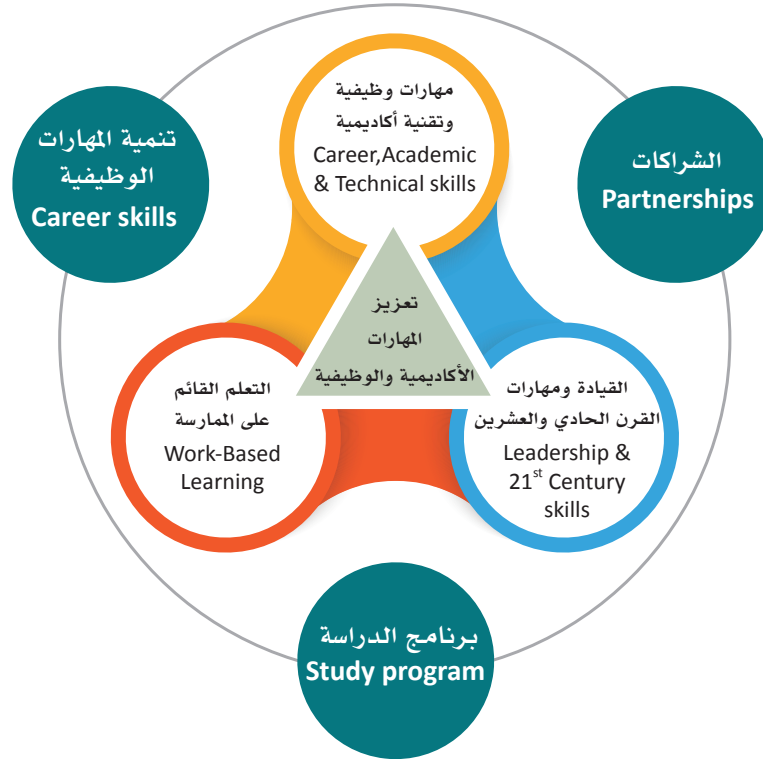 مهارات وظيفية
وتقنية أكاديمية
Career,Academic
& Technical skills
تنمية المهارات
الوظيفية
Career skills
الشراكات
Partnerships
تعزيز
المهارات
الأكاديمية والوظيفية
التعلم القائم
على الممارسة
Work-Based
Learning
القيادة ومهارات
القرن الحادي والعشرين
Leadership &
21st Century
skills
برنامج الدراسة
Study program